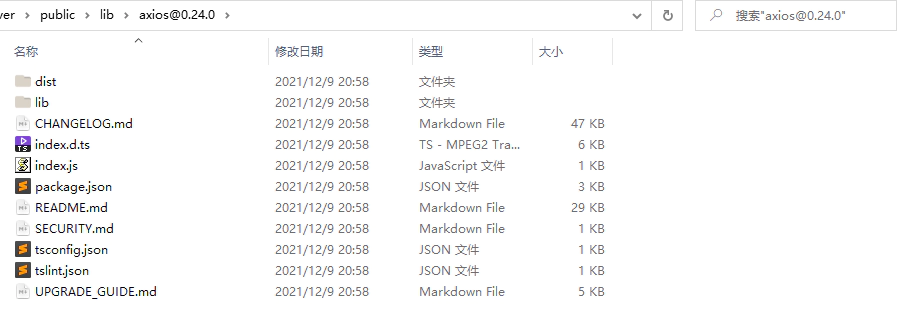 ver › public › lib › axios@0.24.0 ›
搜索"axios@0.24.0"
名称 修改日期 类型 大小
dist 2021/12/9 20:58 文件夹
lib 2021/12/9 20:58 文件夹
CHANGELOG.md 2021/12/9 20:58 Markdown File 47 KB
index.d.ts 2021/12/9 20:58 TS - MPEG2 Tra... 6 KB
index.js 2021/12/9 20:58 JavaScript 文件 1 KB
package.json 2021/12/9 20:58 JSON 文件 3 KB
README.md 2021/12/9 20:58 Markdown File 29 KB
SECURITY.md 2021/12/9 20:58 Markdown File 1 KB
tsconfig.json 2021/12/9 20:58 JSON 文件 1 KB
tslint.json 2021/12/9 20:58 JSON 文件 1 KB
UPGRADE_GUIDE.md 2021/12/9 20:58 Markdown File 5 KB